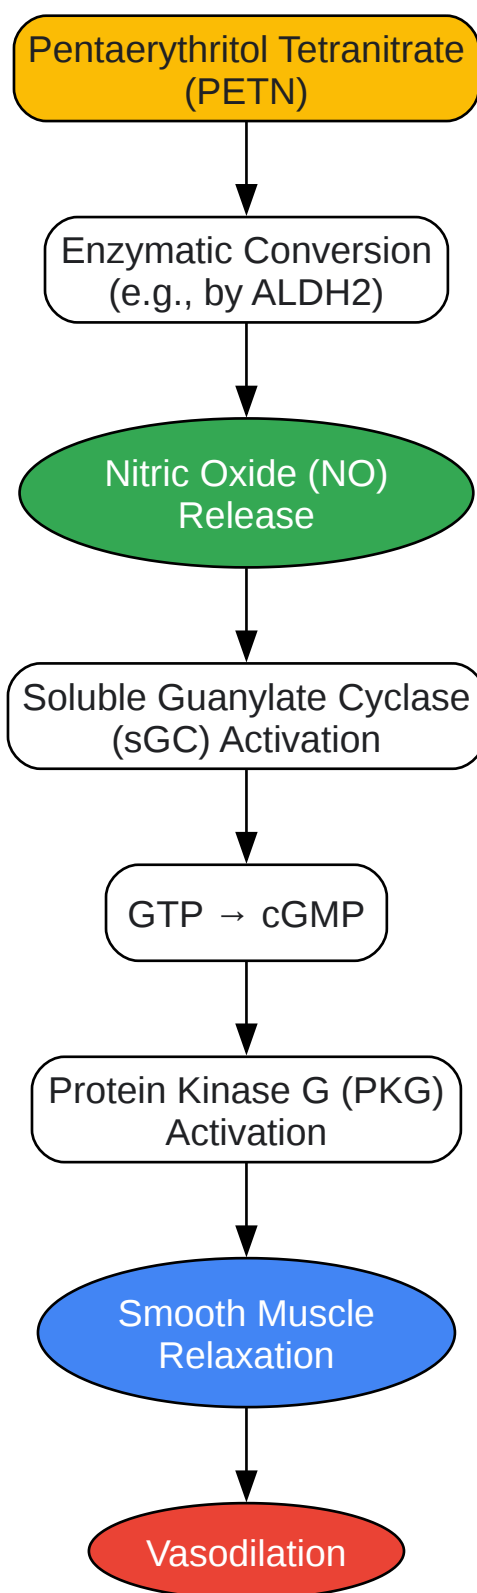 Pentaerythritol Tetranitrate
(PETN)
Enzymatic Conversion
(e.g., by ALDH2)
Nitric Oxide (NO)
Release
Soluble Guanylate Cyclase
(sGC) Activation
GTP → cGMP
Protein Kinase G (PKG)
Activation
Smooth Muscle
Relaxation
Vasodilation